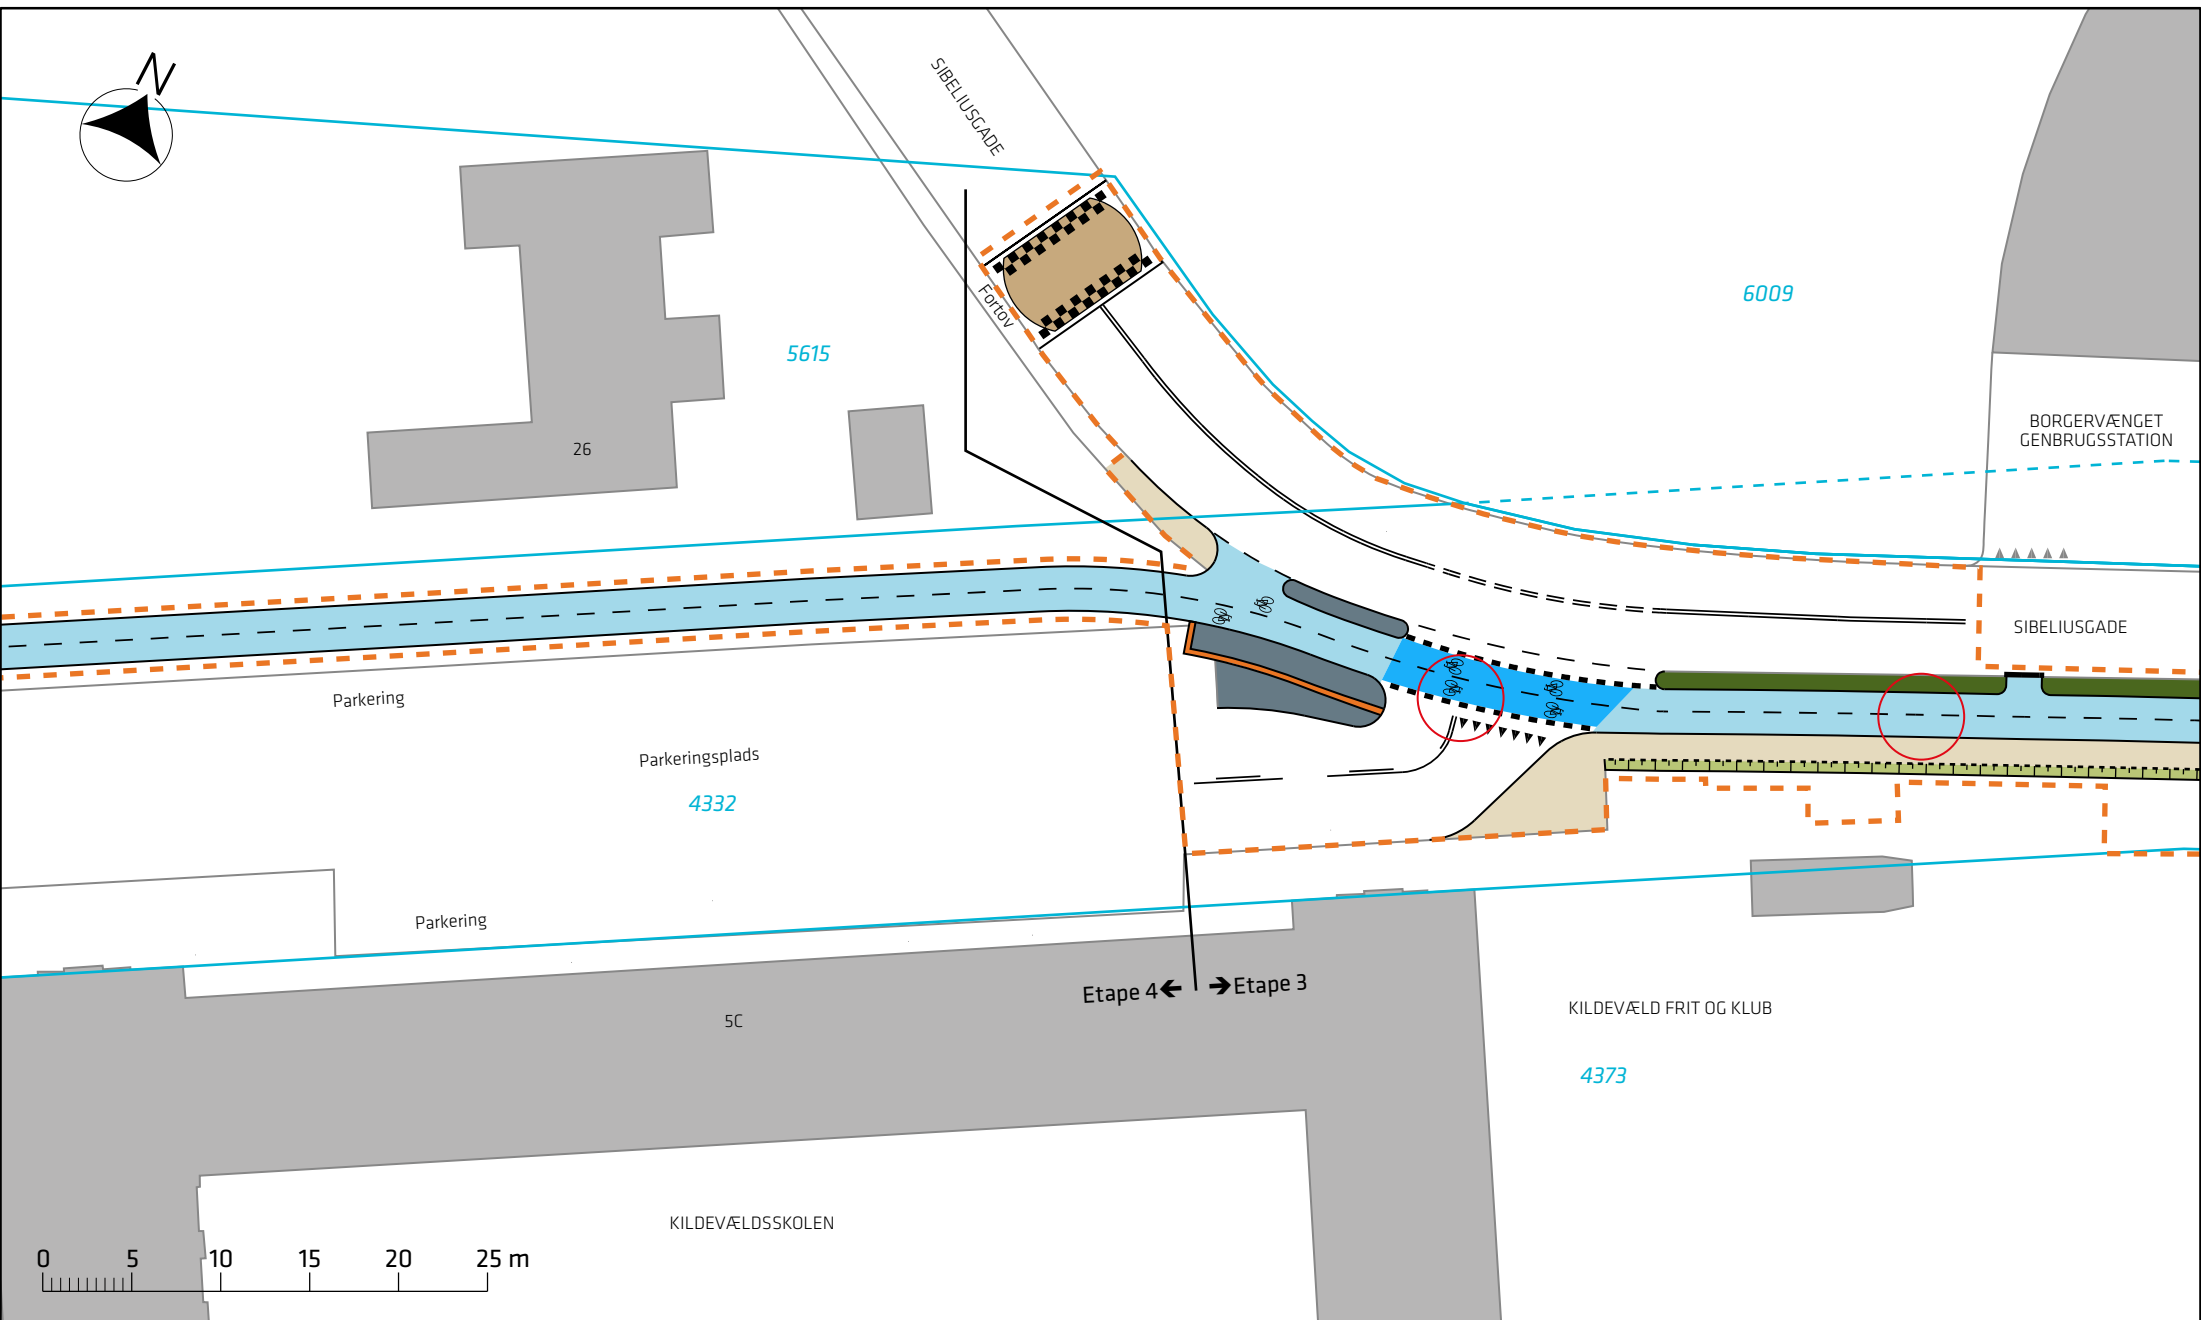 N
SIBELIUSGADE
6009
Fortov
5615
BORGERVÆNGET
GENBRUGSSTATION
26
SIBELIUSGADE
Parkering
Parkeringsplads
4332
Parkering
Etape 4
Etape 3
KILDEVÆLD FRIT OG KLUB
5C
4373
KILDEVÆLDSSKOLEN
0 5 10 15 20 25 m